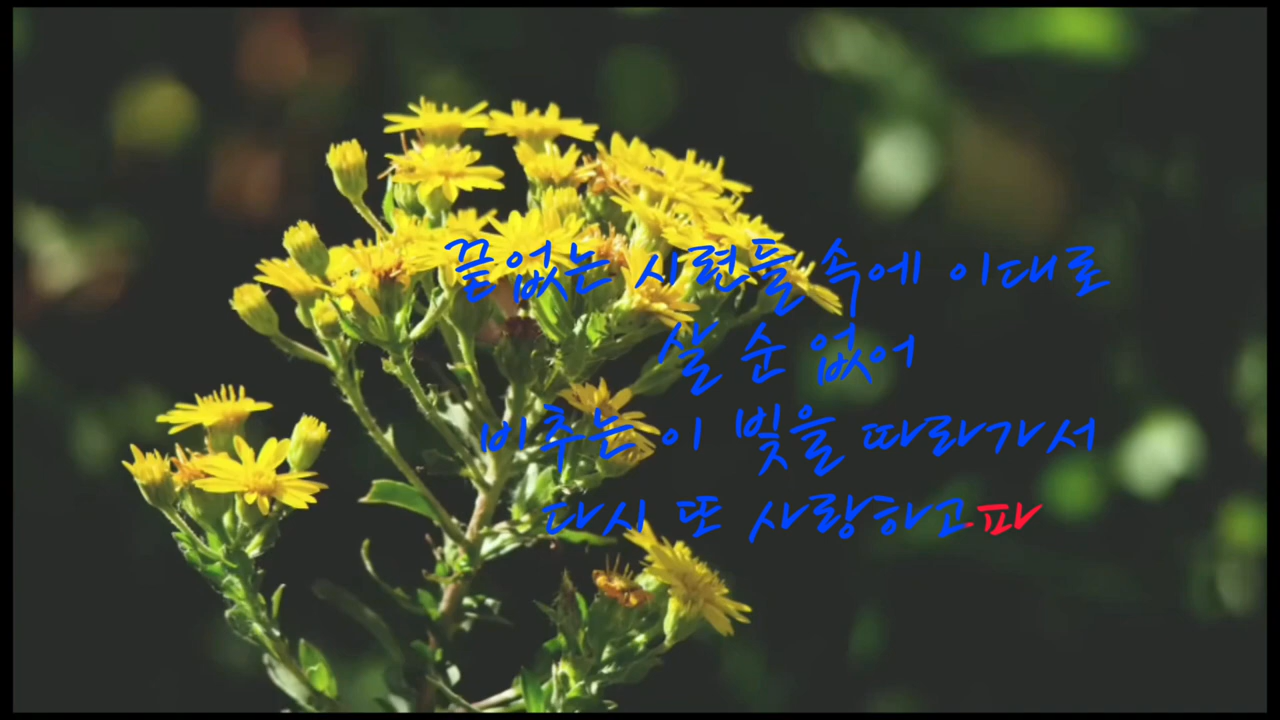 끝없는 시련들 속에 이대로
살 순 없어
비추는 이 빛을 따라가서
다시 또 사랑하고파